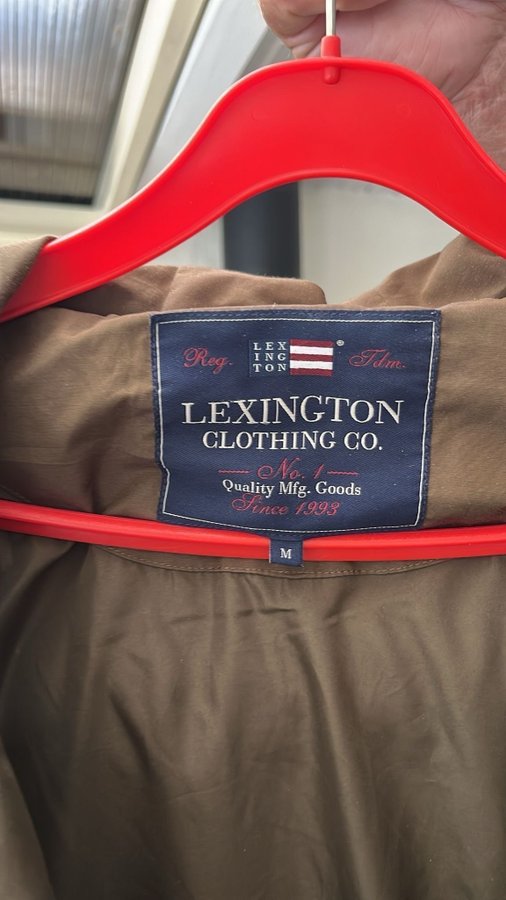 Reg.
LEX
ING
TON
®
Tdm.
LEXINGTON
CLOTHING CO.
No. 1
Quality Mfg. Goods
Since 1993
M